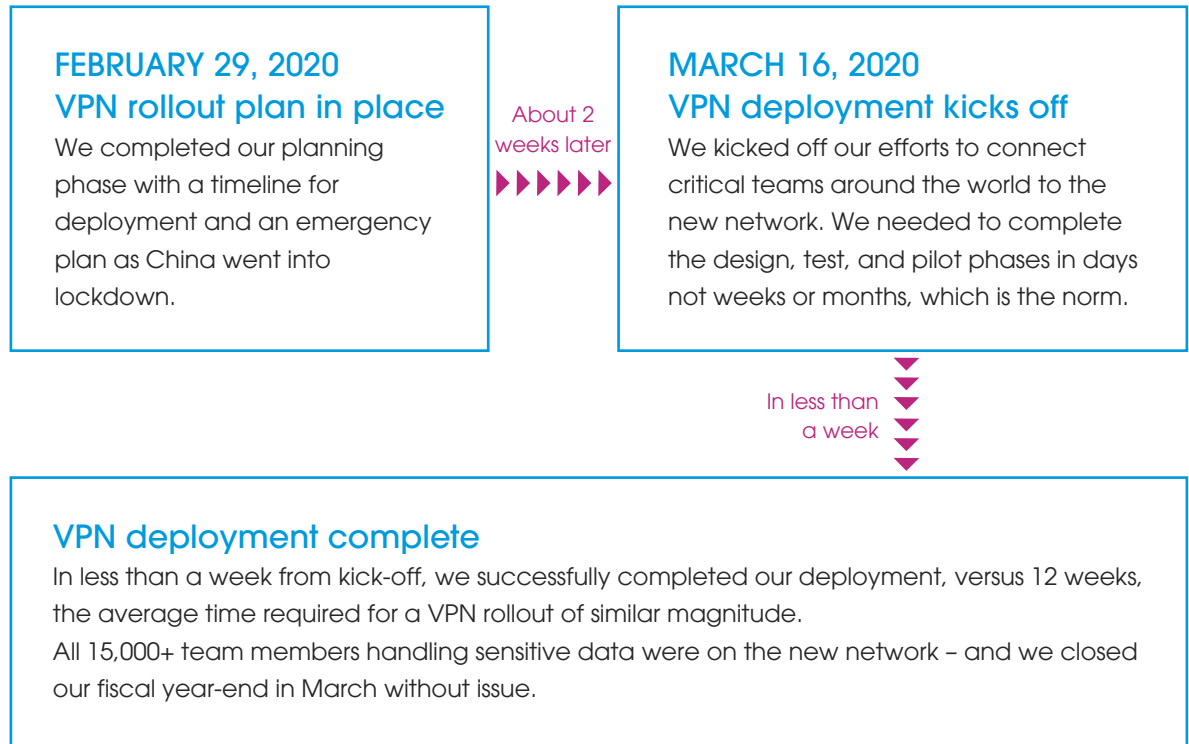 FEBRUARY 29, 2020
VPN rollout plan in place
We completed our planning
phase with a timeline for
deployment and an emergency
plan as China went into
lockdown.
About 2
weeks later
MARCH 16, 2020
VPN deployment kicks off
We kicked off our efforts to connect
critical teams around the world to the
new network. We needed to complete
the design, test, and pilot phases in days
not weeks or months, which is the norm.
In less than
a week
VPN deployment complete
In less than a week from kick-off, we successfully completed our deployment, versus 12 weeks,
the average time required for a VPN rollout of similar magnitude.
All 15,000+ team members handling sensitive data were on the new network – and we closed
our fiscal year-end in March without issue.